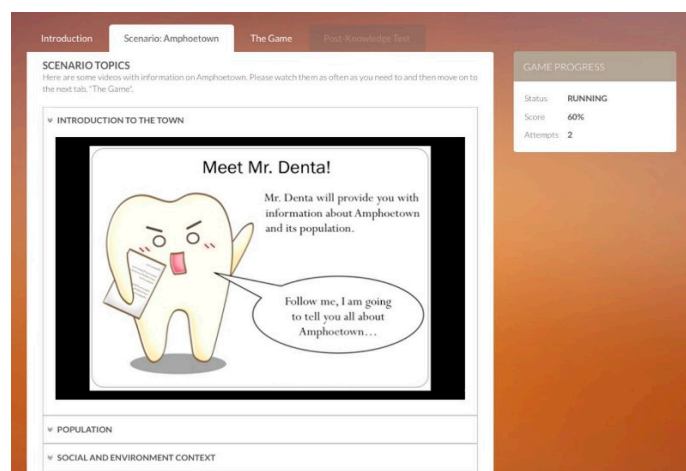 Introduction
Scenario: Amphoetown
The Game
Post-Knowledge Test
SCENARIO TOPICS
Here are some videos with information on Amphoetown. Please watch them as often as you need to and then move on to
the next tab, "The Game".
INTRODUCTION TO THE TOWN
Meet Mr. Denta!
Mr. Denta will provide you with
information about Amphoetown
and its population.
Follow me, I am going
to tell you all about
Amphoetown…
POPULATION
SOCIAL AND ENVIRONMENT CONTEXT
GAME PROGRESS
Status RUNNING
Score 60%
Attempts 2